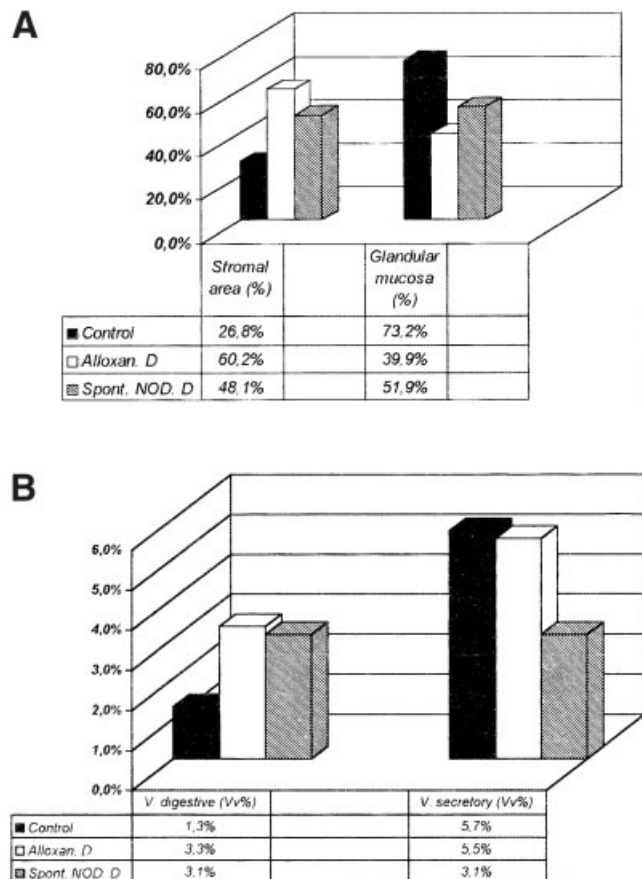 A
80,0%
60,0%
40,0%
20,0%
0,0%
Stromal area (%) Glandular mucosa (%)
Control 26,8% 73,2%
Alloxan. D 60,2% 39,9%
Spont. NOD. D 48,1% 51,9%
B
6,0%
5,0%
4,0%
3,0%
2,0%
1,0%
0,0%
V. digestive (Vv%) V. secretory (Vv%)
Control 1,3% 5,7%
Alloxan. D 3.3% 5.5%
Spont. NOD. D 3.1% 3.1%